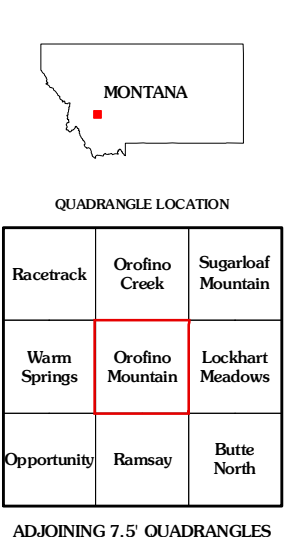 MONTANA
QUADRANGLE LOCATION
Racetrack
Orofino
Creek
Sugarloaf
Mountain
Warm
Springs
Orofino
Mountain
Lockhart
Meadows
Opportunity
Ramsay
Butte
North
ADJOINING 7.5' QUADRANGLES